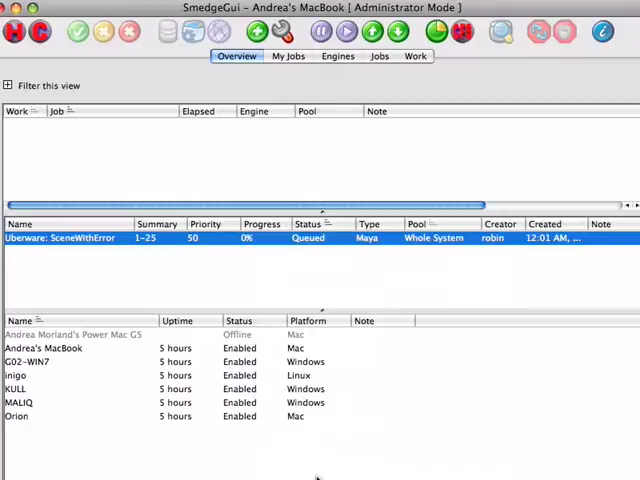 SmedgeGui - Andrea's MacBook [ Administrator Mode ]
Overview My Jobs Engines Jobs Work
Filter this view
Work Job Elapsed Engine Pool Note
Name Summary Priority Progress Status Type Pool Creator Created Note
Uberware: SceneWithError 1-25 50 0% Queued Maya Whole System robin 12:01 AM, ...
Name Uptime Status Platform Note
Andrea Morland's Power Mac G5 Offline Mac
Andrea's MacBook 5 hours Enabled Mac
G02-WIN7 5 hours Enabled Windows
inigo 5 hours Enabled Linux
KULL 5 hours Enabled Windows
MALIQ 5 hours Enabled Windows
Orion 5 hours Enabled Mac